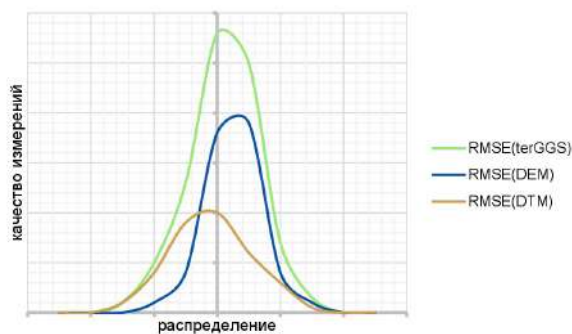 качество измерений
RMSE(terGGS)
RMSE(DEM)
RMSE(DTM)
распределение